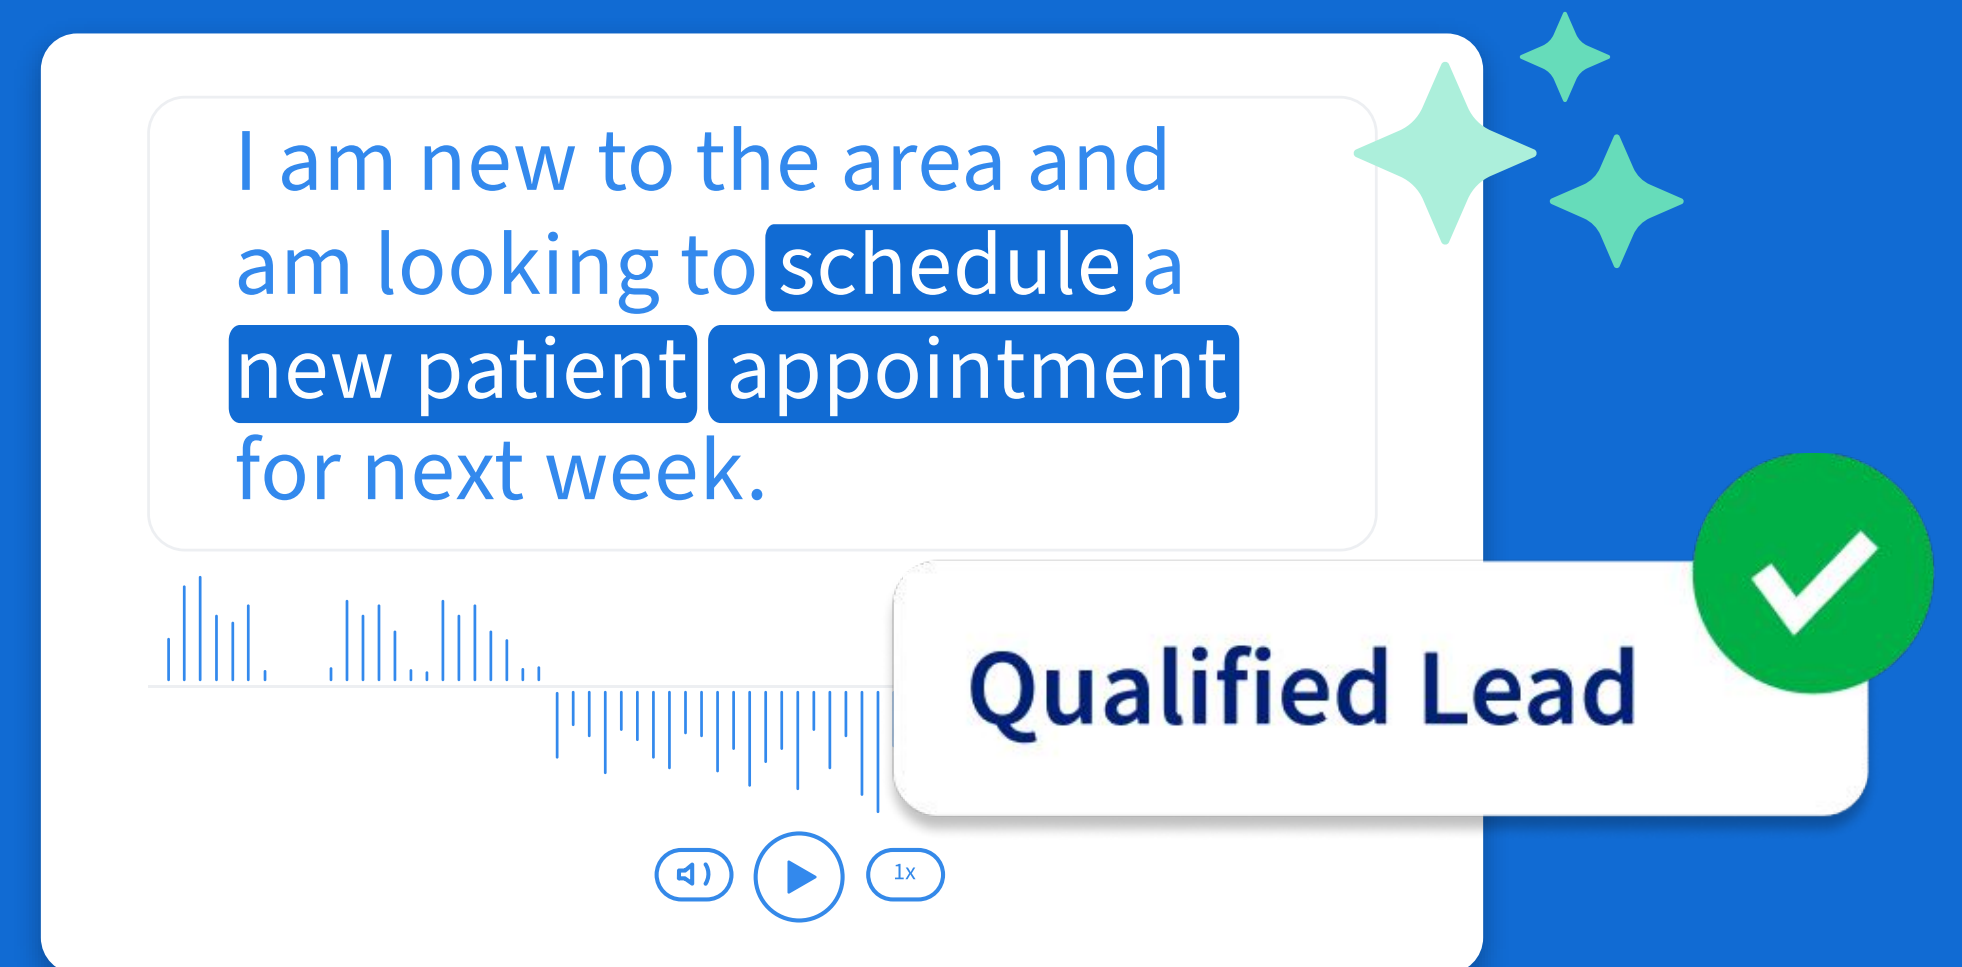 I am new to the area and
am looking to schedule a
new patient appointment
for next week.
Qualified Lead
1x